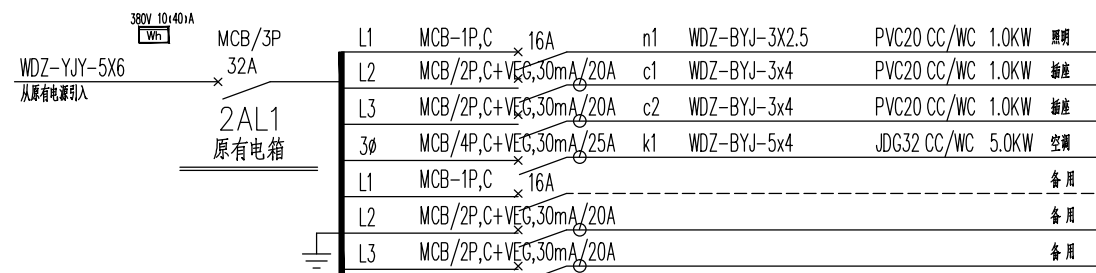 380V 10(40)A
Wh
MCB/3P
WDZ-YJY-5X6
32A
从原有电源引入
2AL1
原有电箱
L1 MCB-1P,C 16A n1 WDZ-BYJ-3X2.5 PVC20 CC/WC 1.0KW 照明
L2 MCB/2P,C+VEG,30mA/20A c1 WDZ-BYJ-3x4 PVC20 CC/WC 1.0KW 插座
L3 MCB/2P,C+VEG,30mA/20A c2 WDZ-BYJ-3x4 PVC20 CC/WC 1.0KW 插座
3ø MCB/4P,C+VEG,30mA/25A k1 WDZ-BYJ-5x4 JDG32 CC/WC 5.0KW 空调
L1 MCB-1P,C 16A 备用
L2 MCB/2P,C+VEG,30mA/20A 备用
L3 MCB/2P,C+VEG,30mA/20A 备用